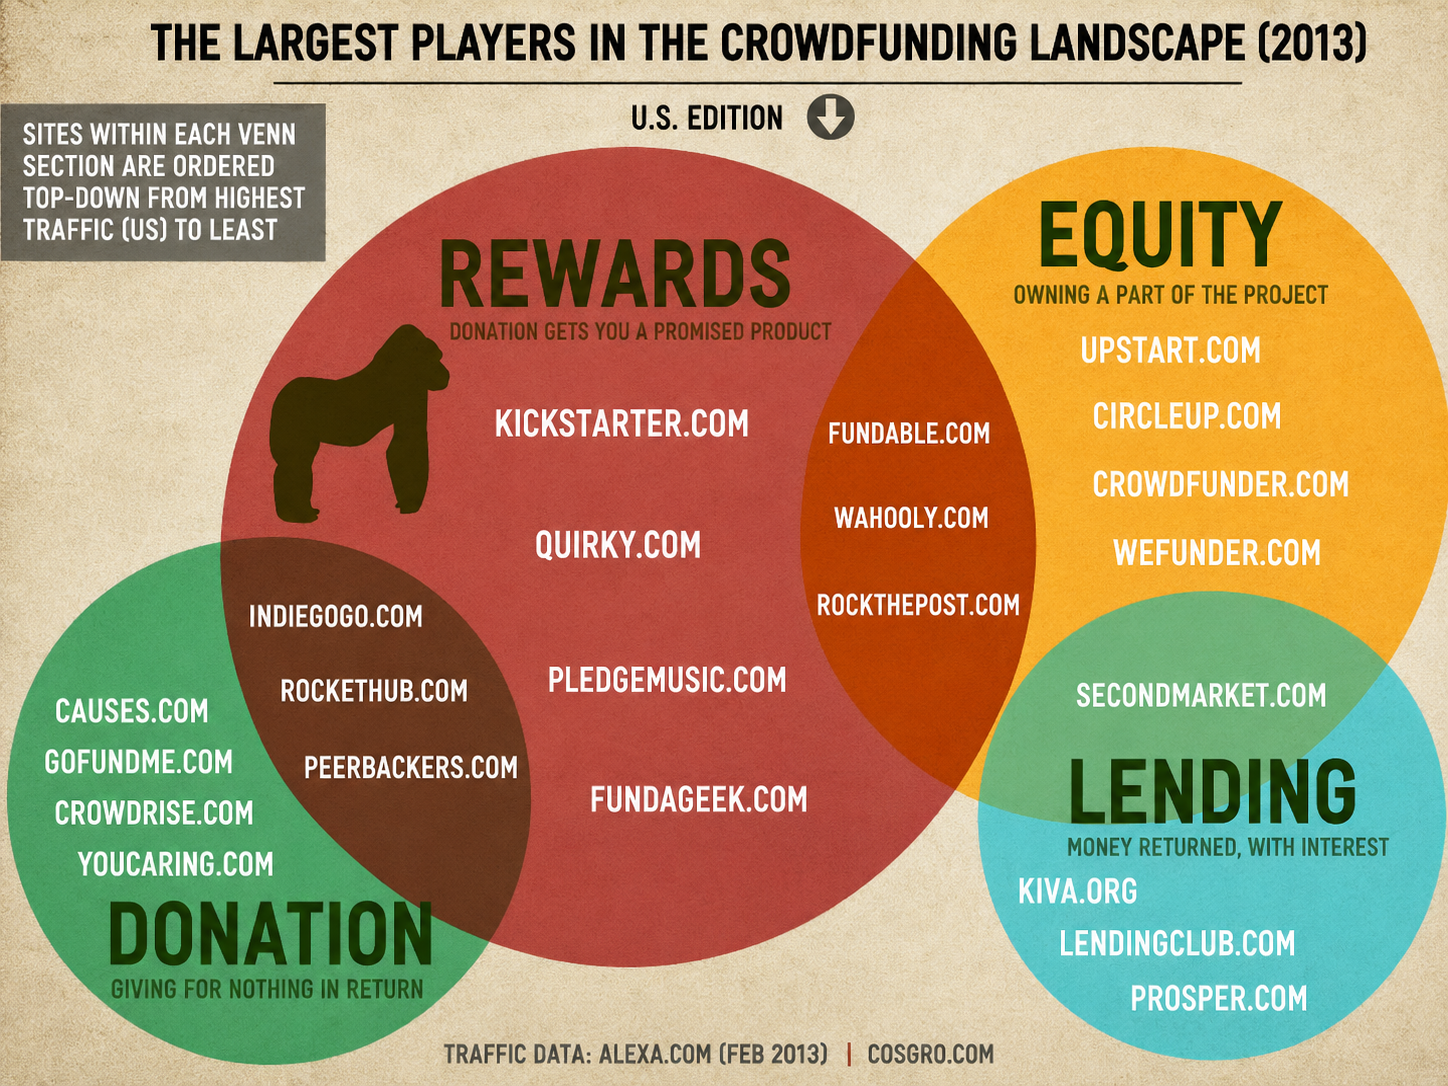 THE LARGEST PLAYERS IN THE CROWDFUNDING LANDSCAPE (2013)
U.S. EDITION
SITES WITHIN EACH VENN
SECTION ARE ORDERED
TOP-DOWN FROM HIGHEST
TRAFFIC (US) TO LEAST
REWARDS
DONATION GETS YOU A PROMISED PRODUCT
KICKSTARTER.COM
QUIRKY.COM
PLEDGEMUSIC.COM
FUNDAGEEK.COM
FUNDABLE.COM
WAHOOLY.COM
ROCKTHEPOST.COM
EQUITY
OWNING A PART OF THE PROJECT
UPSTART.COM
CIRCLEUP.COM
CROWDFUNDER.COM
WEFUNDER.COM
SECONDMARKET.COM
LENDING
MONEY RETURNED, WITH INTEREST
KIVA.ORG
LENDINGCLUB.COM
PROSPER.COM
INDIEGOGO.COM
ROCKETHUB.COM
PEERBACKERS.COM
CAUSES.COM
GOFUNDME.COM
CROWDRISE.COM
YOUCARING.COM
DONATION
GIVING FOR NOTHING IN RETURN
TRAFFIC DATA: ALEXA.COM (FEB 2013) | COSGRO.COM